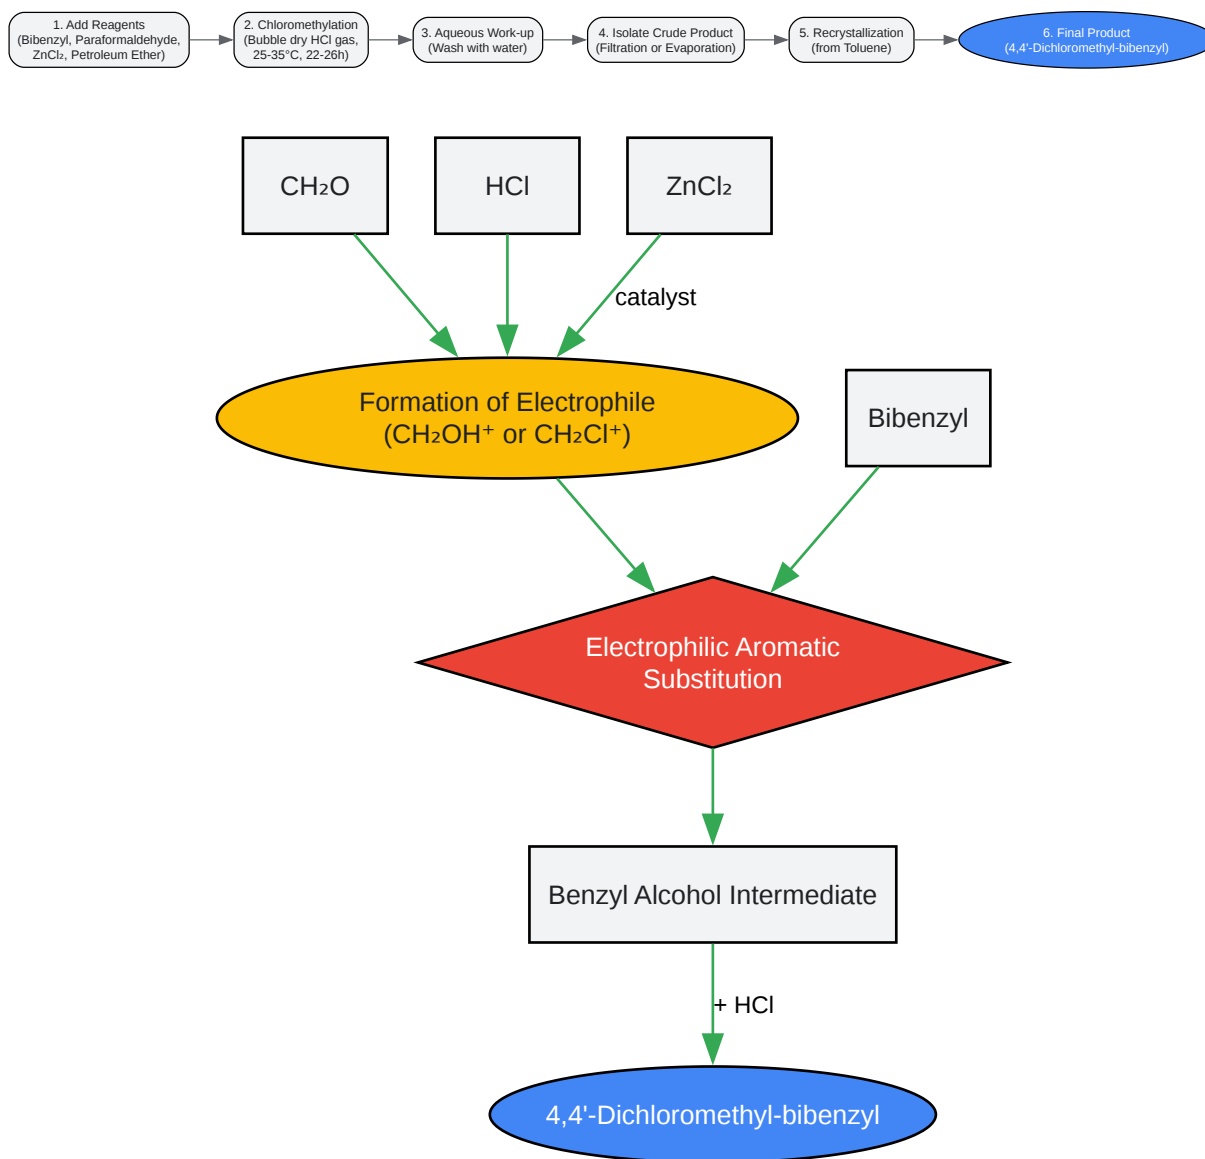 1. Add Reagents
(Bibenzyl, Paraformaldehyde,
ZnCl₂, Petroleum Ether)
2. Chloromethylation
(Bubble dry HCl gas,
25-35°C, 22-26h)
3. Aqueous Work-up
(Wash with water)
4. Isolate Crude Product
(Filtration or Evaporation)
5. Recrystallization
(from Toluene)
6. Final Product
(4,4'-Dichloromethyl-bibenzyl)
CH₂O
HCl
ZnCl₂
catalyst
Formation of Electrophile
(CH₂OH⁺ or CH₂Cl⁺)
Bibenzyl
Electrophilic Aromatic
Substitution
Benzyl Alcohol Intermediate
+ HCl
4,4'-Dichloromethyl-bibenzyl